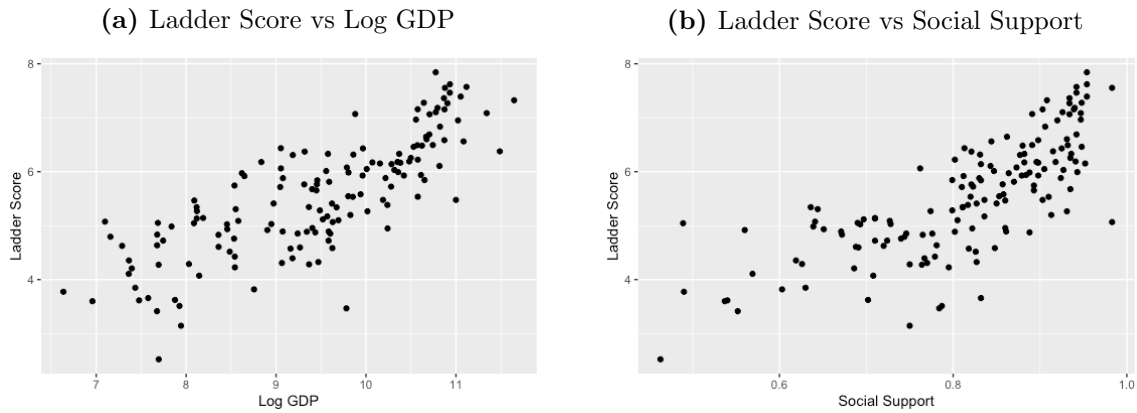 (a) Ladder Score vs Log GDP
8
6
4
Ladder Score
7 8 9 10 11
Log GDP
(b) Ladder Score vs Social Support
8
6
4
Ladder Score
0.6 0.8 1.0
Social Support